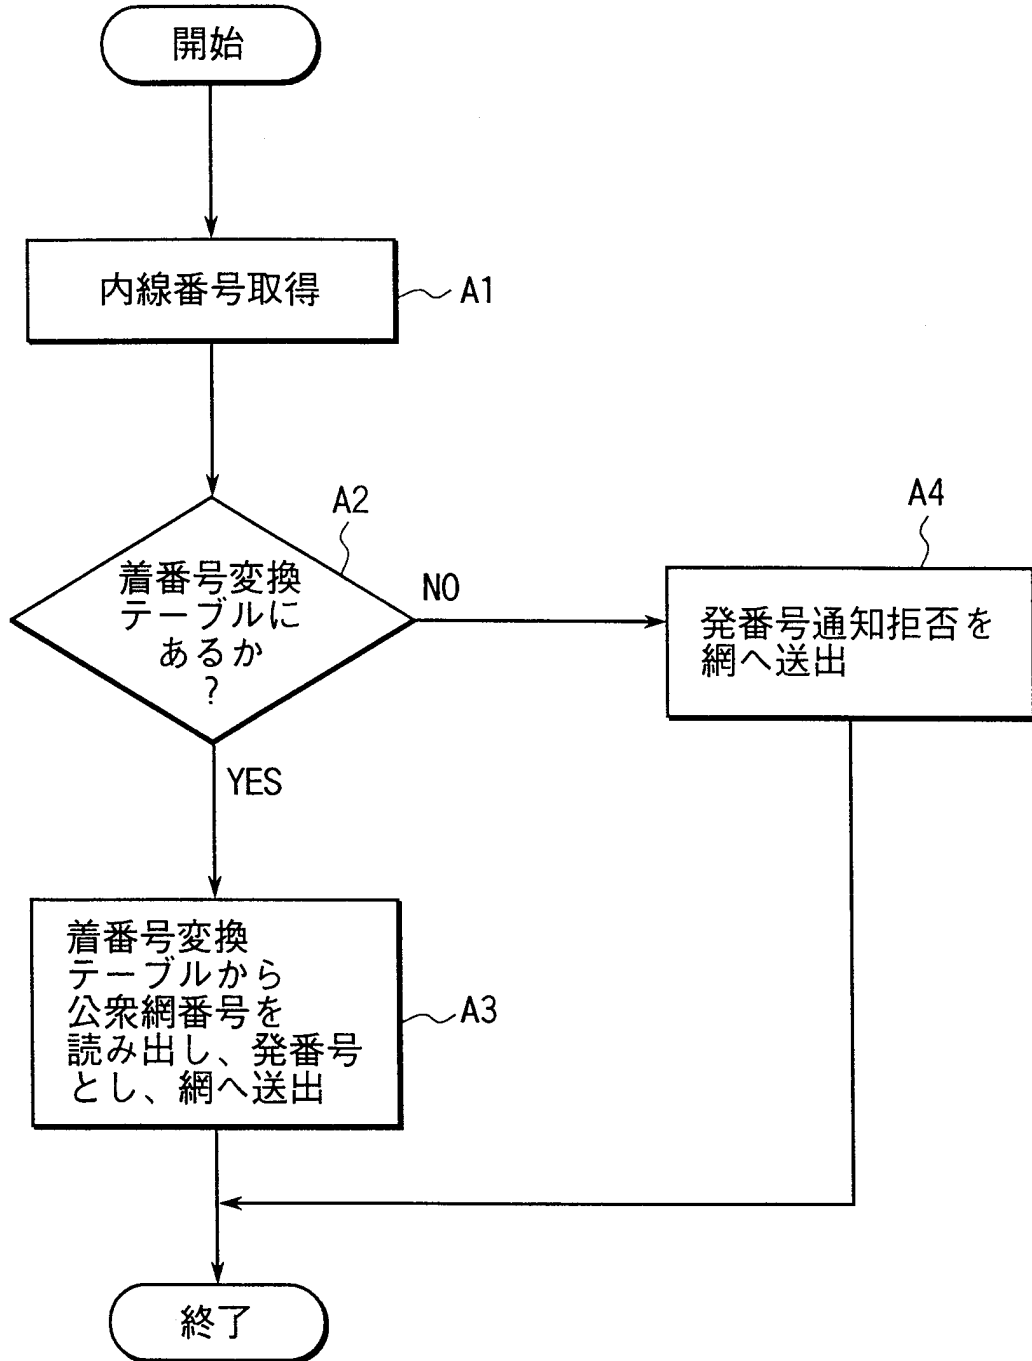 開始
内線番号取得
A1
A2
着番号変換
テーブルに
あるか
?
NO
A4
発番号通知拒否を
網へ送出
YES
着番号変換
テーブルから
公衆網番号を
読み出し、発番号
とし、網へ送出
A3
終了